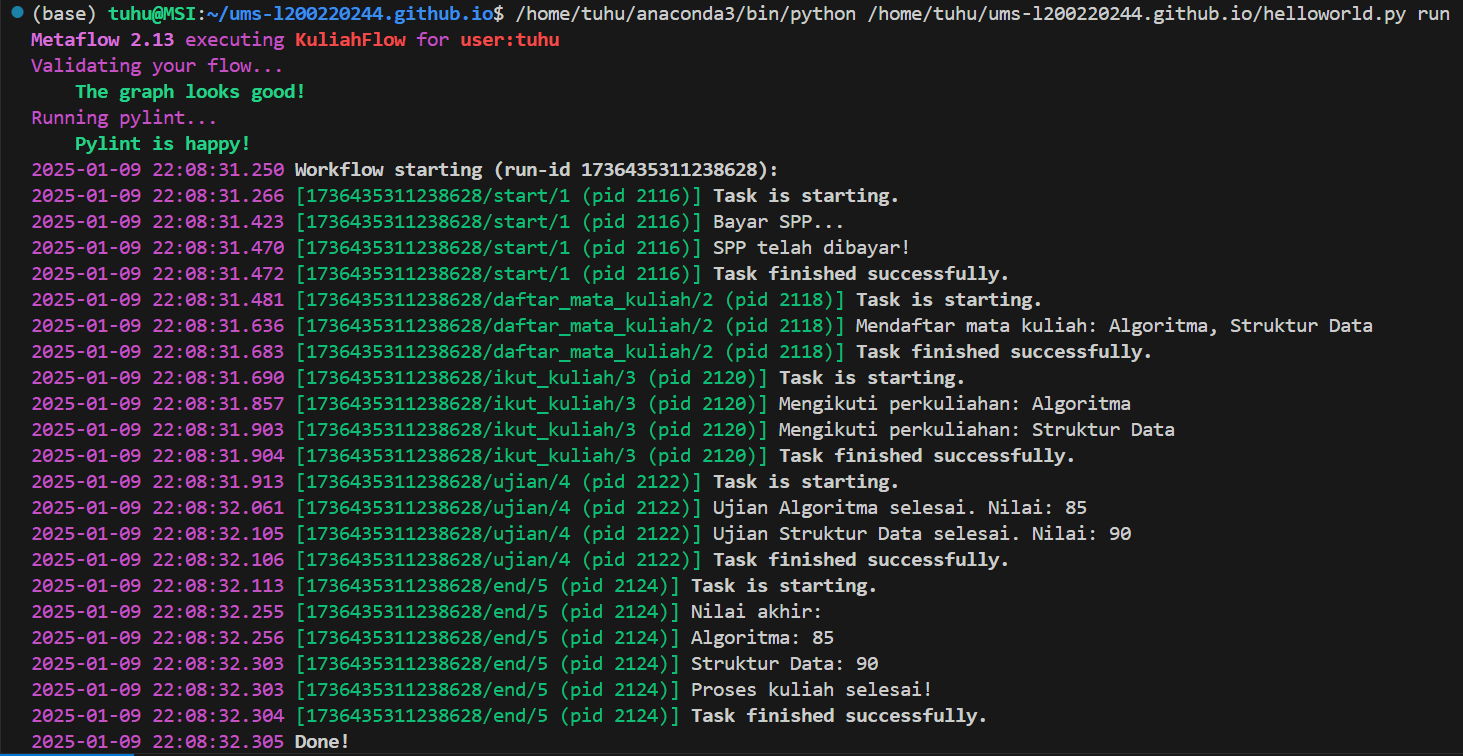 (base) tuhu@MSI:~/ums-l200220244.github.io$ /home/tuhu/anaconda3/bin/python /home/tuhu/ums-l200220244.github.io/helloworld.py run
Metaflow 2.13 executing KuliahFlow for user:tuhu
Validating your flow...
    The graph looks good!
Running pylint...
    Pylint is happy!
2025-01-09 22:08:31.250 Workflow starting (run-id 1736435311238628):
2025-01-09 22:08:31.266 [1736435311238628/start/1 (pid 2116)] Task is starting.
2025-01-09 22:08:31.423 [1736435311238628/start/1 (pid 2116)] Bayar SPP...
2025-01-09 22:08:31.470 [1736435311238628/start/1 (pid 2116)] SPP telah dibayar!
2025-01-09 22:08:31.472 [1736435311238628/start/1 (pid 2116)] Task finished successfully.
2025-01-09 22:08:31.481 [1736435311238628/daftar_mata_kuliah/2 (pid 2118)] Task is starting.
2025-01-09 22:08:31.636 [1736435311238628/daftar_mata_kuliah/2 (pid 2118)] Mendaftar mata kuliah: Algoritma, Struktur Data
2025-01-09 22:08:31.683 [1736435311238628/daftar_mata_kuliah/2 (pid 2118)] Task finished successfully.
2025-01-09 22:08:31.690 [1736435311238628/ikut_kuliah/3 (pid 2120)] Task is starting.
2025-01-09 22:08:31.857 [1736435311238628/ikut_kuliah/3 (pid 2120)] Mengikuti perkuliahan: Algoritma
2025-01-09 22:08:31.903 [1736435311238628/ikut_kuliah/3 (pid 2120)] Mengikuti perkuliahan: Struktur Data
2025-01-09 22:08:31.904 [1736435311238628/ikut_kuliah/3 (pid 2120)] Task finished successfully.
2025-01-09 22:08:31.913 [1736435311238628/ujian/4 (pid 2122)] Task is starting.
2025-01-09 22:08:32.061 [1736435311238628/ujian/4 (pid 2122)] Ujian Algoritma selesai. Nilai: 85
2025-01-09 22:08:32.105 [1736435311238628/ujian/4 (pid 2122)] Ujian Struktur Data selesai. Nilai: 90
2025-01-09 22:08:32.106 [1736435311238628/ujian/4 (pid 2122)] Task finished successfully.
2025-01-09 22:08:32.113 [1736435311238628/end/5 (pid 2124)] Task is starting.
2025-01-09 22:08:32.255 [1736435311238628/end/5 (pid 2124)] Nilai akhir:
2025-01-09 22:08:32.256 [1736435311238628/end/5 (pid 2124)] Algoritma: 85
2025-01-09 22:08:32.303 [1736435311238628/end/5 (pid 2124)] Struktur Data: 90
2025-01-09 22:08:32.303 [1736435311238628/end/5 (pid 2124)] Proses kuliah selesai!
2025-01-09 22:08:32.304 [1736435311238628/end/5 (pid 2124)] Task finished successfully.
2025-01-09 22:08:32.305 Done!